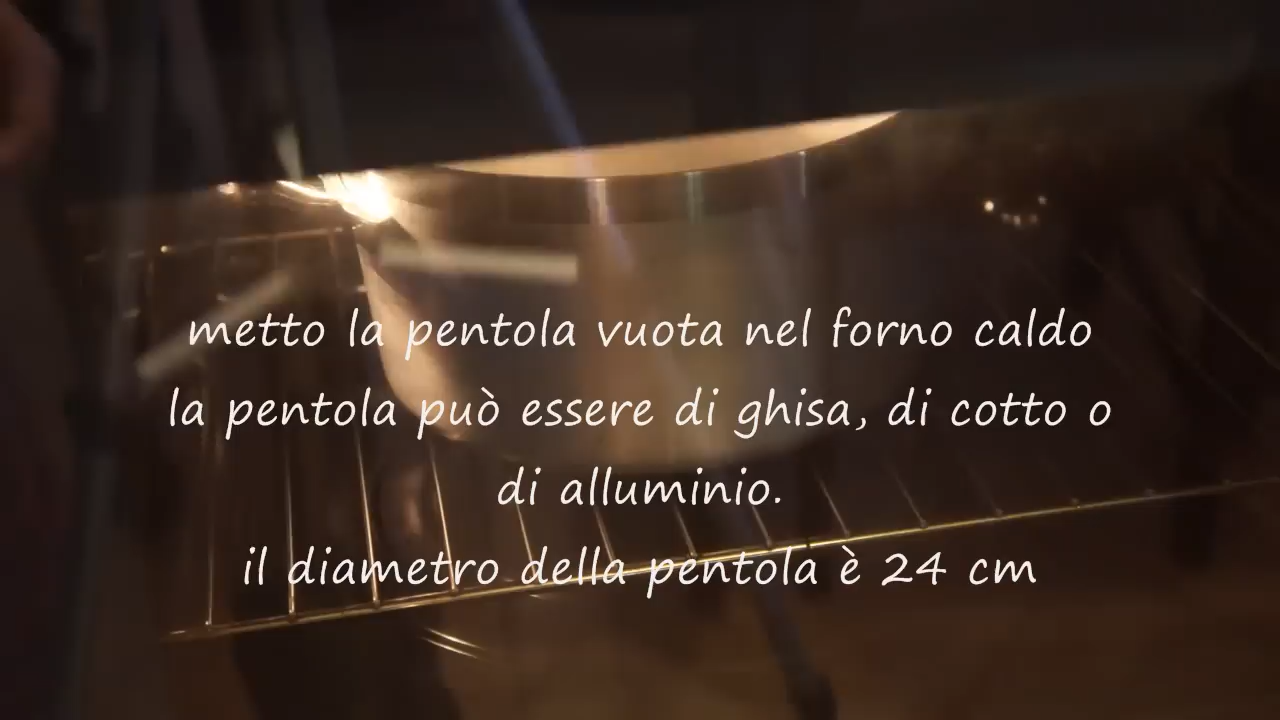 metto la pentola vuota nel forno caldo
la pentola può essere di ghisa, di cotto o
di alluminio.
il diametro della pentola è 24 cm